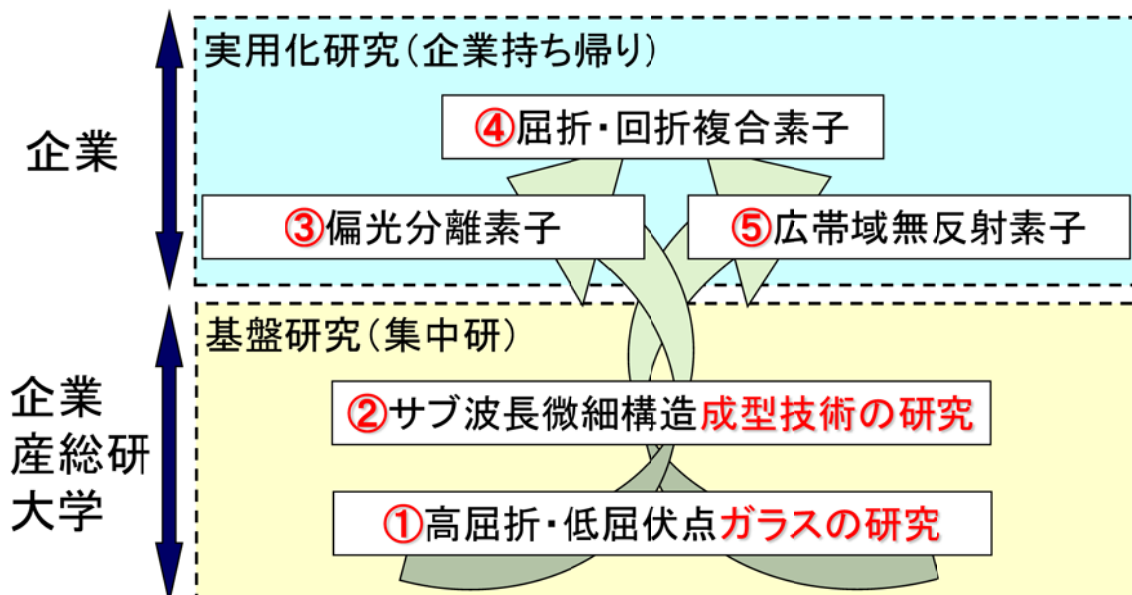 実用化研究(企業持ち帰り)
企業
④屈折・回折複合素子
③偏光分離素子
⑤広帯域無反射素子
基盤研究(集中研)
企業
産総研
大学
②サブ波長微細構造成型技術の研究
①高屈折・低屈伏点ガラスの研究